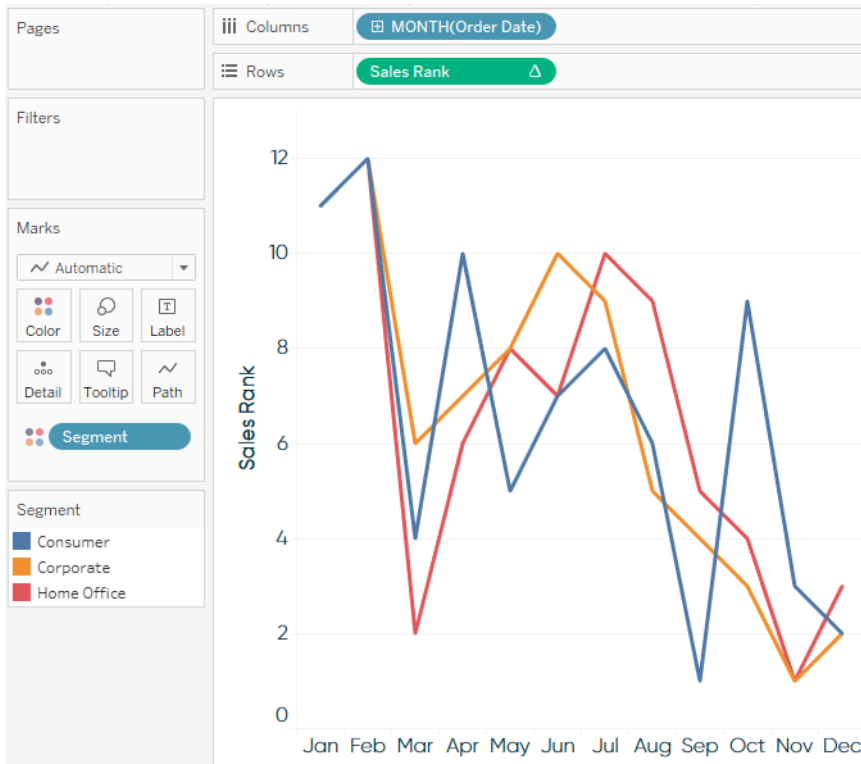 Pages
Columns
MONTH(Order Date)
Rows
Sales Rank
Filters
Marks
Automatic
Color Size Label
Detail Tooltip Path
Segment
Segment
Consumer
Corporate
Home Office
Sales Rank
12
10
8
6
4
2
0
Jan Feb Mar Apr May Jun Jul Aug Sep Oct Nov Dec